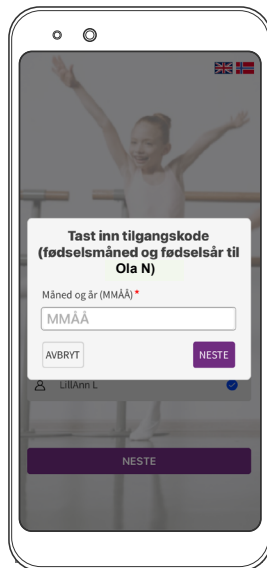 Tast inn tilgangskode
(fødselsmåned og fødselsår til
Ola N)
Måned og år (MMÅÅ) *
MMÅÅ
AVBRYT
NESTE
LillAnn L
NESTE